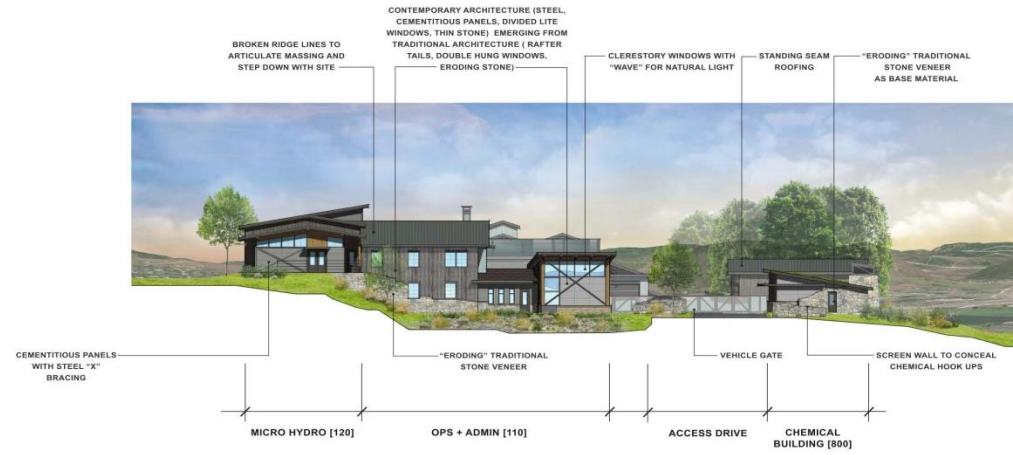 CONTEMPORARY ARCHITECTURE (STEEL,
CEMENTITIOUS PANELS, DIVIDED LITE
WINDOWS, THIN STONE) EMERGING FROM
TRADITIONAL ARCHITECTURE ( RAFTER
TAILS, DOUBLE HUNG WINDOWS,
ERODING STONE)
BROKEN RIDGE LINES TO
ARTICULATE MASSING AND
STEP DOWN WITH SITE
CLERESTORY WINDOWS WITH
“WAVE” FOR NATURAL LIGHT
STANDING SEAM
ROOFING
“ERODING” TRADITIONAL
STONE VENEER
AS BASE MATERIAL
CEMENTITIOUS PANELS
WITH STEEL “X”
BRACING
“ERODING” TRADITIONAL
STONE VENEER
VEHICLE GATE
SCREEN WALL TO CONCEAL
CHEMICAL HOOK UPS
MICRO HYDRO [120]
OPS + ADMIN [110]
ACCESS DRIVE
CHEMICAL
BUILDING [800]